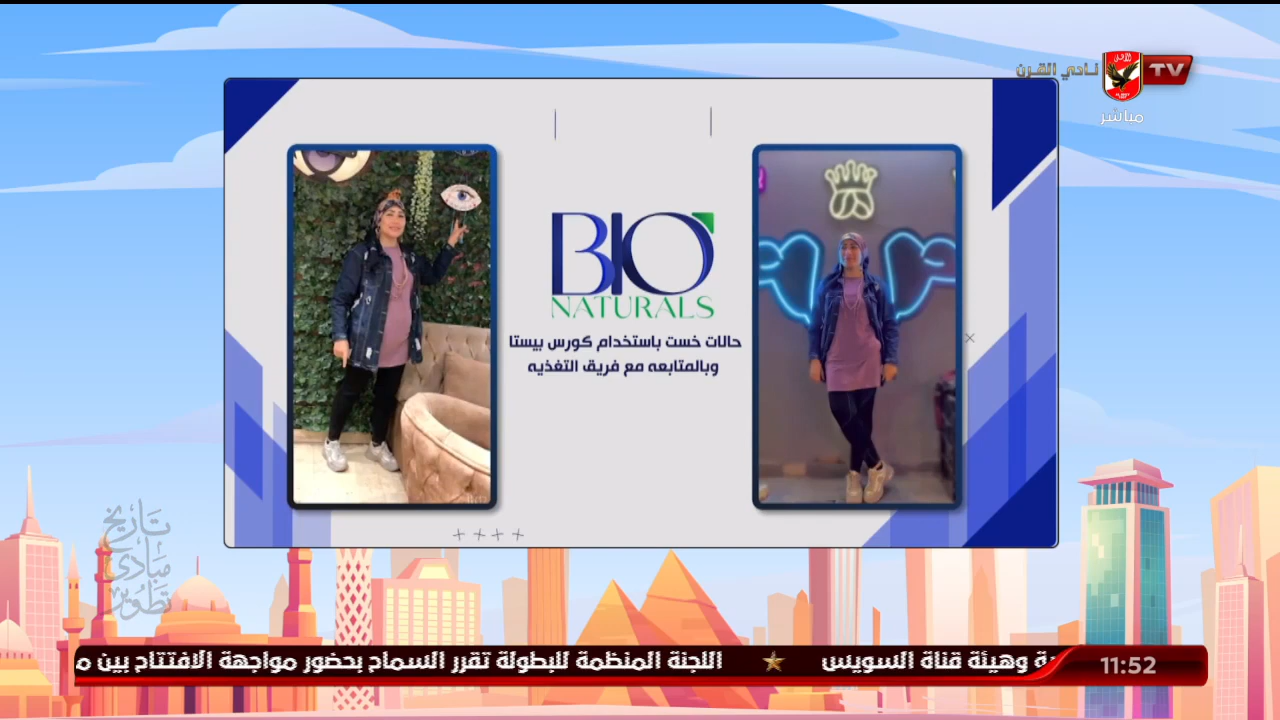 نادي القرن
الأهلي
TV
مباشر
BIO
NATURALS
حالات خست باستخدام كورس بيستا
وبالمتابعه مع فريق التغذيه
تاريخ
مبادئ
تطوير
ة وهيئة قناة السويس ★ اللجنة المنظمة للبطولة تقرر السماح بحضور مواجهة الافتتاح بين م
11:52